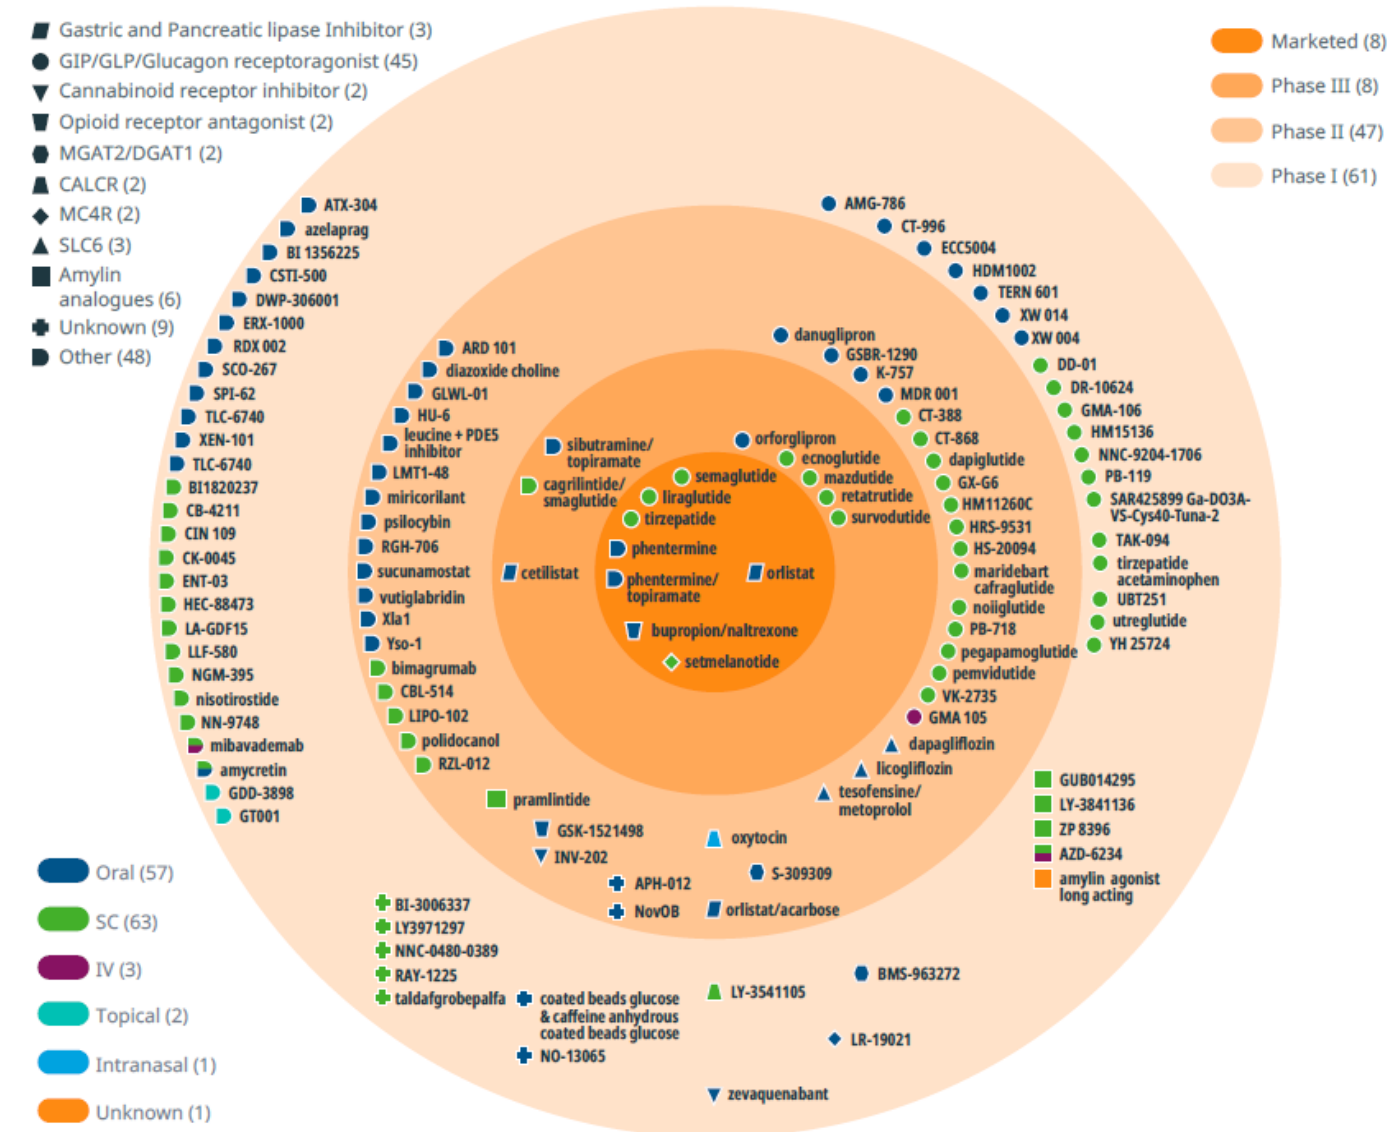 Gastric and Pancreatic lipase Inhibitor (3)
GIP/GLP/Glucagon receptoragonist (45)
Cannabinoid receptor inhibitor (2)
Opioid receptor antagonist (2)
MGAT2/DGAT1 (2)
CALCR (2)
MC4R (2)
SLC6 (3)
Amylin
analogues (6)
Unknown (9)
Other (48)
Marketed (8)
Phase III (8)
Phase II (47)
Phase I (61)
ATX-304
azelaprag
BI 1356225
CSTI-500
DWP-306001
ERX-1000
RDX 002
SCO-267
SPI-62
TLC-6740
XEN-101
TLC-6740
BI1820237
CB-4211
CIN 109
CK-0045
ENT-03
HEC-88473
LA-GDF15
LLF-580
NGM-395
nisotirostide
NN-9748
mibavademab
amycretin
GDD-3898
GT001
ARD 101
diazoxide choline
GLWL-01
HU-6
leucine + PDE5
inhibitor
LMT1-48
miricorilant
psilocybin
RGH-706
sucunamostat
vutiglabridin
Xla1
Yso-1
bimagrumab
CBL-514
LIPO-102
polidocanol
RZL-012
pramlintide
GSK-1521498
INV-202
APH-012
NovOB
sibutramine/
topiramate
cagrilintide/
smaglutide
cetilistat
semaglutide
liraglutide
tirzepatide
phentermine
phentermine/
topiramate
bupropion/naltrexone
setmelanotide
orlistat
orforglipron
ecnoglutide
mazdutide
retatrutide
survodutide
danuglipron
GSBR-1290
K-757
MDR 001
CT-388
CT-868
dapiglutide
GX-G6
HM11260C
HRS-9531
HS-20094
maridebart
cafraglutide
noiiglutide
PB-718
pegapamoglutide
pemvidutide
VK-2735
GMA 105
dapagliflozin
licogliflozin
tesofensine/
metoprolol
oxytocin
S-309309
orlistat/acarbose
AMG-786
CT-996
ECC5004
HDM1002
TERN 601
XW 014
XW 004
DD-01
DR-10624
GMA-106
HM15136
NNC-9204-1706
PB-119
SAR425899 Ga-DO3A-
VS-Cys40-Tuna-2
TAK-094
tirzepatide
acetaminophen
UBT251
utreglutide
YH 25724
GUB014295
LY-3841136
ZP 8396
AZD-6234
amylin agonist
long acting
BI-3006337
LY3971297
NNC-0480-0389
RAY-1225
taldafgrobepalfa
coated beads glucose
& caffeine anhydrous
coated beads glucose
NO-13065
LY-3541105
BMS-963272
LR-19021
zevaquenabant
Oral (57)
SC (63)
IV (3)
Topical (2)
Intranasal (1)
Unknown (1)